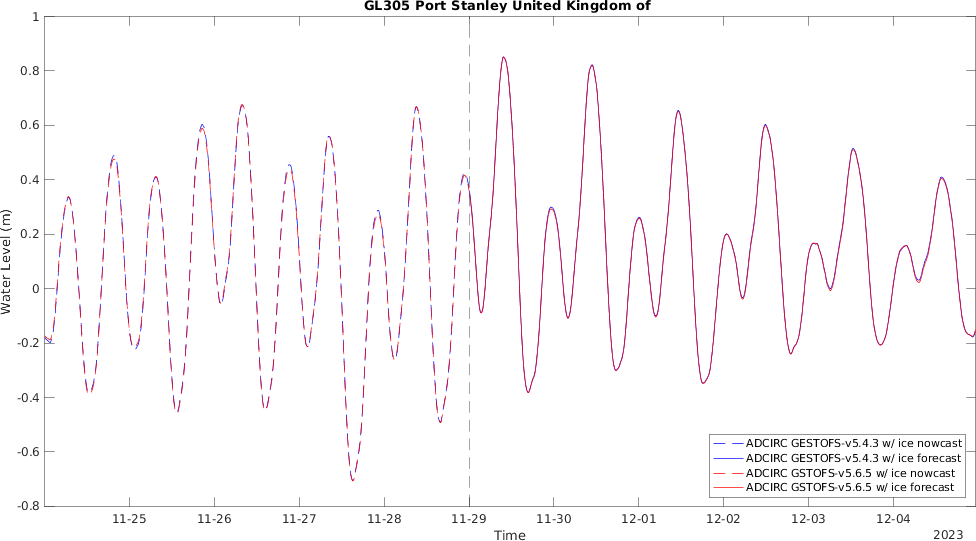 GL305 Port Stanley United Kingdom of
1
0.8
0.6
0.4
0.2
0
-0.2
-0.4
-0.6
-0.8
Water Level (m)
ADCIRC GESTOFS-v5.4.3 w/ ice nowcast
ADCIRC GESTOFS-v5.4.3 w/ ice forecast
ADCIRC GSTOFS-v5.6.5 w/ ice nowcast
ADCIRC GSTOFS-v5.6.5 w/ ice forecast
11-25 11-26 11-27 11-28 11-29 11-30 12-01 12-02 12-03 12-04
Time
2023